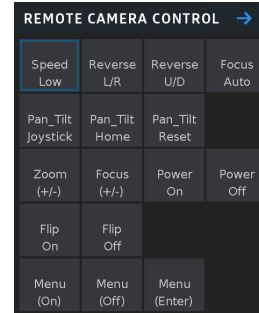 REMOTE CAMERA CONTROL →
Speed Low
Reverse L/R
Reverse U/D
Focus Auto
Pan_Tilt Joystick
Pan_Tilt Home
Pan_Tilt Reset
Zoom (+/-)
Focus (+/-)
Power On
Power Off
Flip On
Flip Off
Menu (On)
Menu (Off)
Menu (Enter)